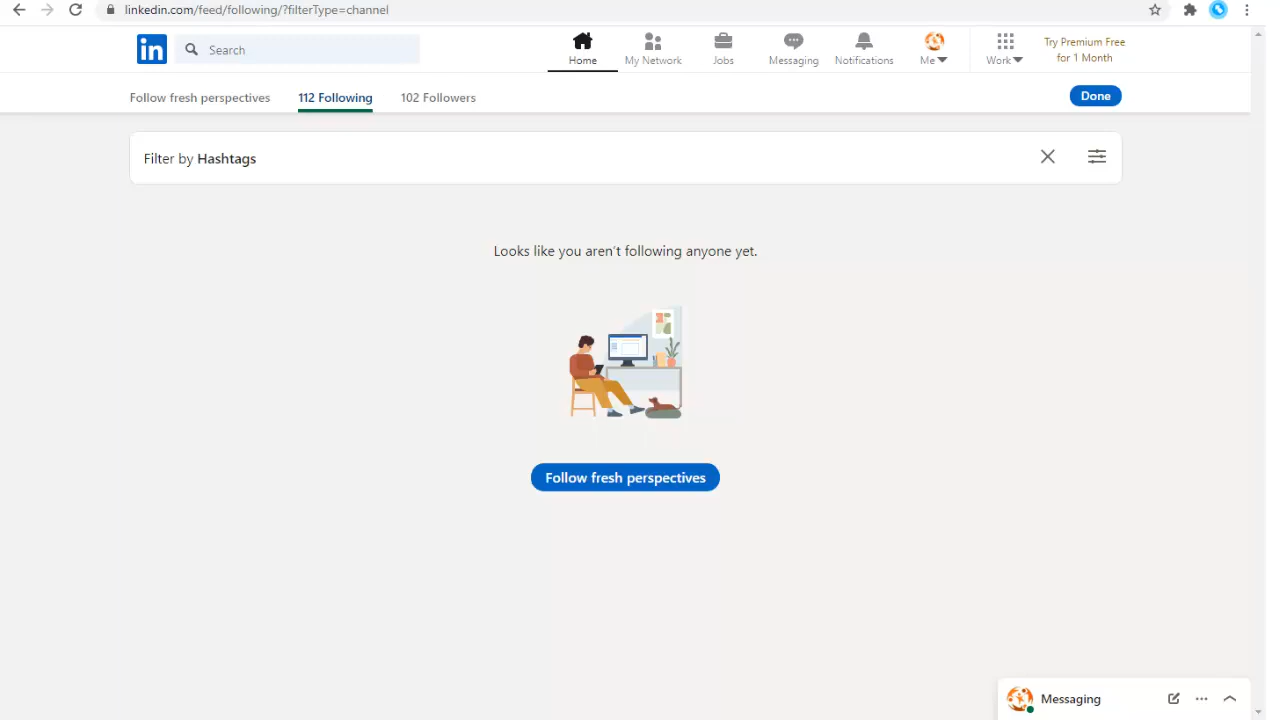 linkedin.com/feed/following/?filterType=channel
in
Search
Home
My Network
Jobs
Messaging
Notifications
Me
Work
Try Premium Free
for 1 Month
Follow fresh perspectives
112 Following
102 Followers
Done
Filter by Hashtags
Looks like you aren't following anyone yet.
Follow fresh perspectives
Messaging